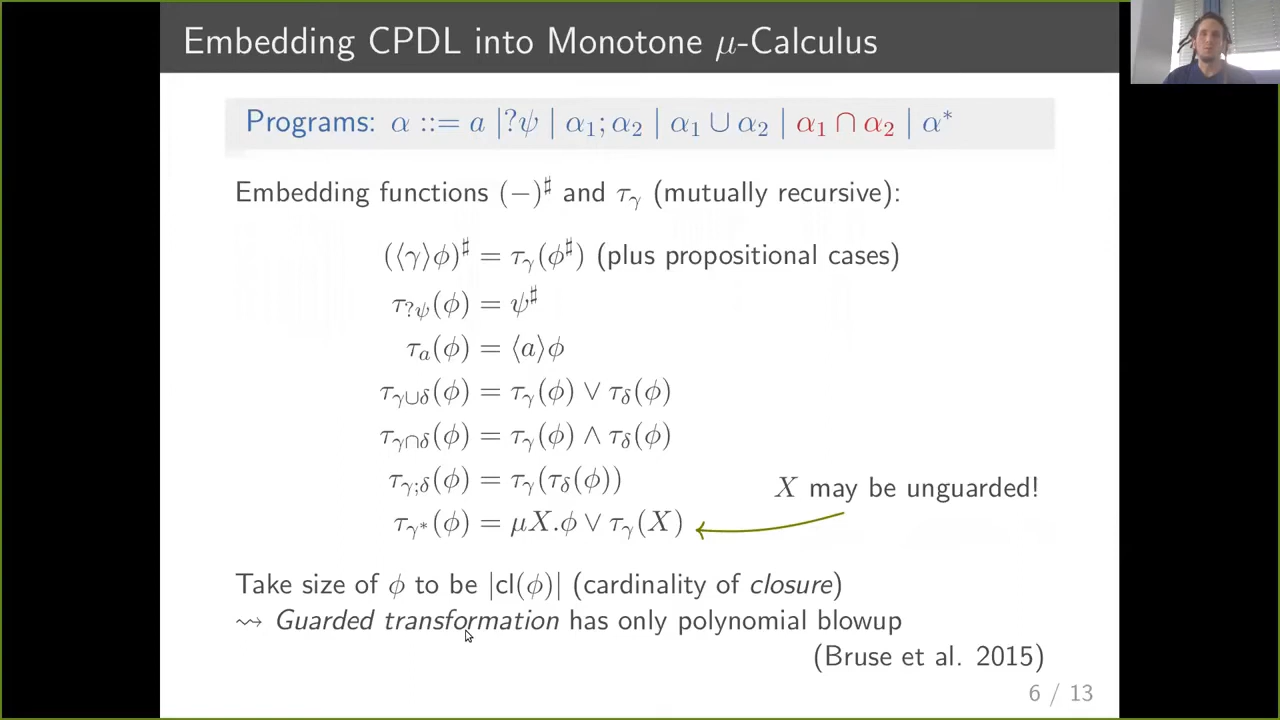 Embedding CPDL into Monotone μ-Calculus
Programs: α ::= a |?ψ | α₁; α₂ | α₁ ∪ α₂ | α₁ ∩ α₂ | α*
Embedding functions (−)♯ and τ_γ (mutually recursive):
(⟨γ⟩ϕ)♯ = τ_γ(ϕ♯) (plus propositional cases)
τ_?ψ(ϕ) = ψ♯
τ_a(ϕ) = ⟨a⟩ϕ
τ_γ∪δ(ϕ) = τ_γ(ϕ) ∨ τ_δ(ϕ)
τ_γ∩δ(ϕ) = τ_γ(ϕ) ∧ τ_δ(ϕ)
τ_γ;δ(ϕ) = τ_γ(τ_δ(ϕ))
X may be unguarded!
τ_γ*(ϕ) = μX.ϕ ∨ τ_γ(X)
Take size of ϕ to be |cl(ϕ)| (cardinality of closure)
⇝ Guarded transformation has only polynomial blowup
(Bruse et al. 2015)
6 / 13